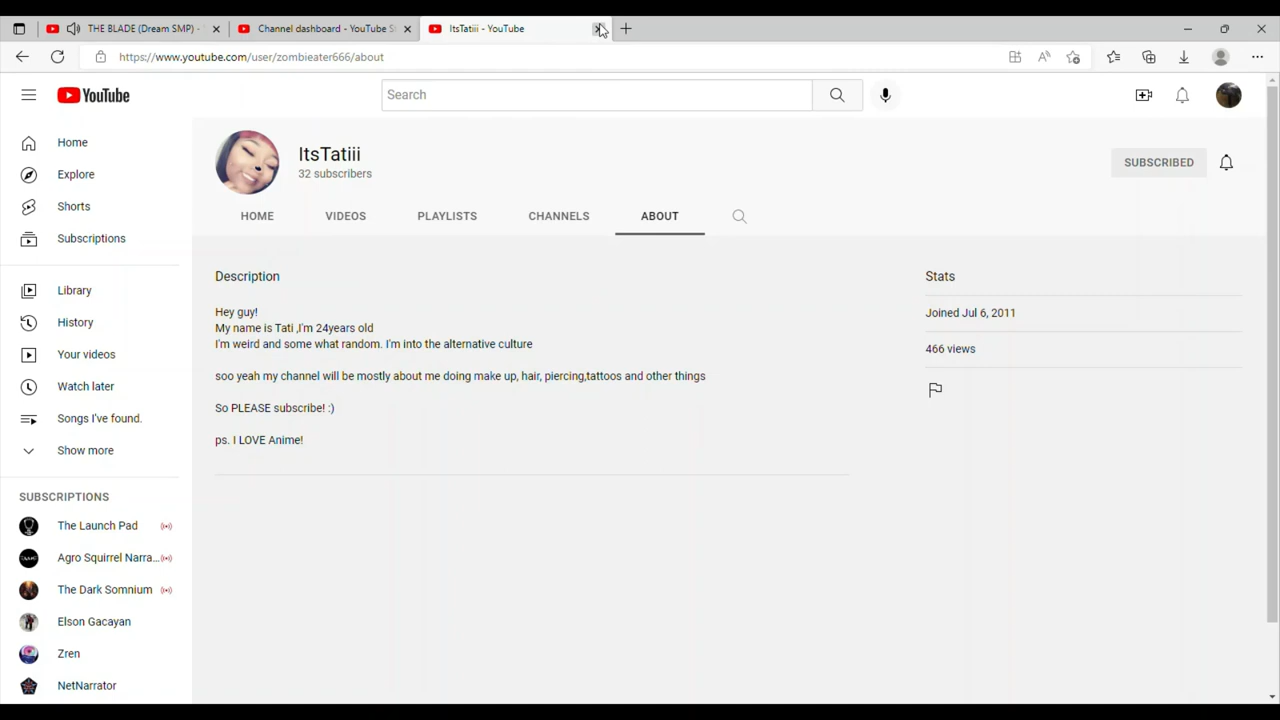 THE BLADE (Dream SMP) -
Channel dashboard - YouTube S
ItsTatiii - YouTube
https://www.youtube.com/user/zombieater666/about
YouTube
Search
Home
Explore
Shorts
Subscriptions
Library
History
Your videos
Watch later
Songs I've found.
Show more
SUBSCRIPTIONS
The Launch Pad
Agro Squirrel Narra...
The Dark Somnium
Elson Gacayan
Zren
NetNarrator
ItsTatiii
32 subscribers
SUBSCRIBED
HOME VIDEOS PLAYLISTS CHANNELS ABOUT
Description
Hey guy!
My name is Tati ,I'm 24years old
I'm weird and some what random. I'm into the alternative culture
soo yeah my channel will be mostly about me doing make up, hair, piercing,tattoos and other things
So PLEASE subscribe! :)
ps. I LOVE Anime!
Stats
Joined Jul 6, 2011
466 views